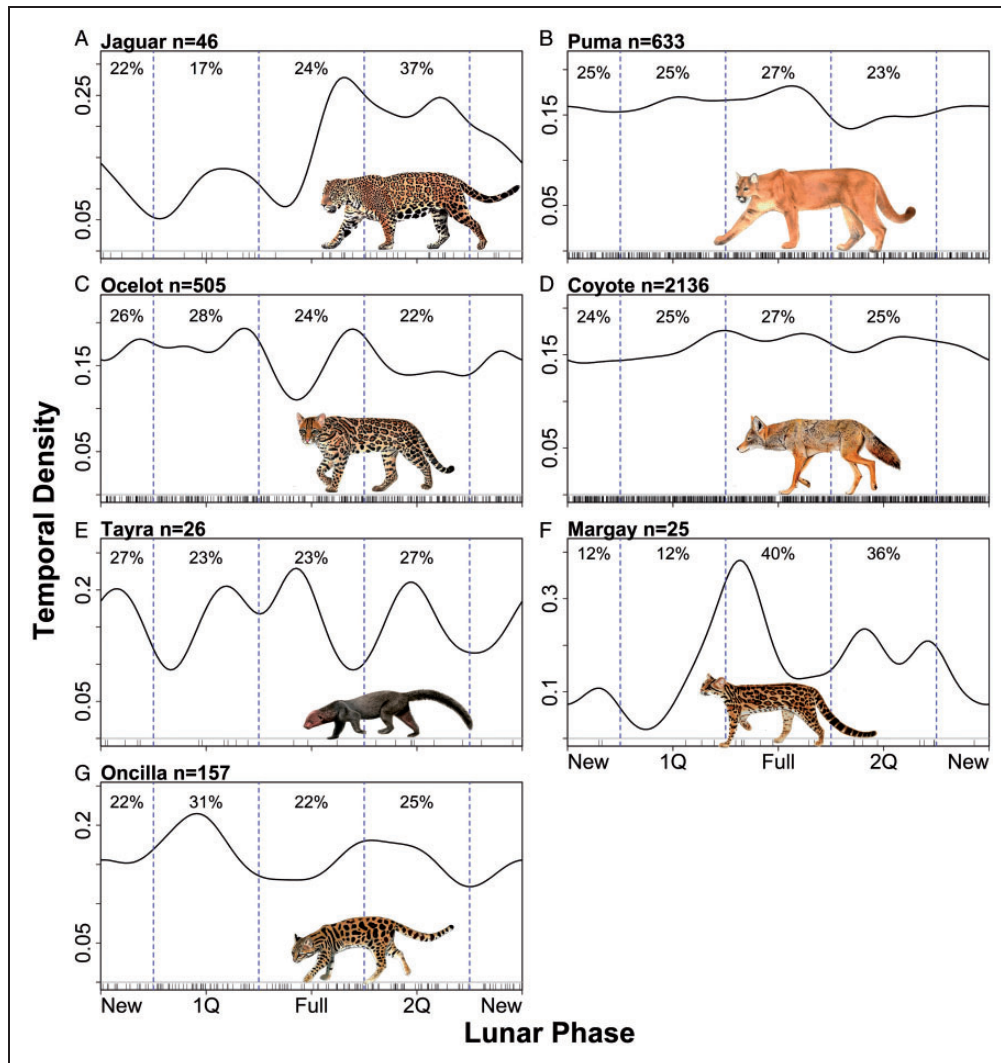 A Jaguar n=46
22% 17% 24% 37%
0.25
0.05
B Puma n=633
25% 25% 27% 23%
0.15
0.05
C Ocelot n=505
26% 28% 24% 22%
0.15
0.05
D Coyote n=2136
24% 25% 27% 25%
0.15
0.05
E Tayra n=26
27% 23% 23% 27%
0.2
0.05
F Margay n=25
12% 12% 40% 36%
0.3
0.1
New 1Q Full 2Q New
G Oncilla n=157
22% 31% 22% 25%
0.2
0.05
New 1Q Full 2Q New
Temporal Density
Lunar Phase